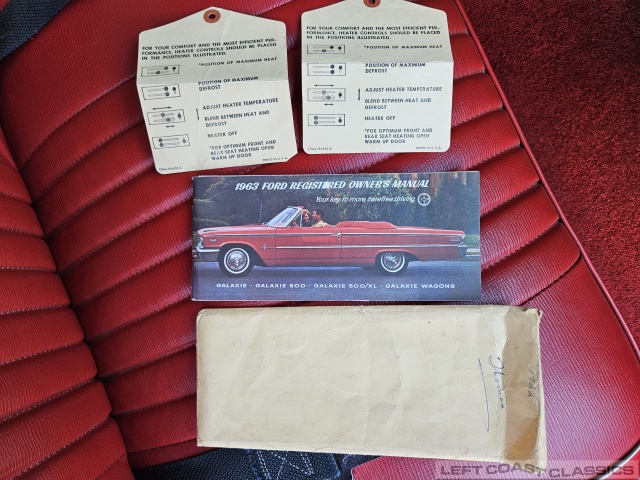 FOR YOUR COMFORT AND THE MOST EFFICIENT PER-
FORMANCE, HEATER CONTROLS SHOULD BE PLACED
IN THE POSITIONS ILLUSTRATED.
*POSITION OF MAXIMUM HEAT
POSITION OF MAXIMUM
DEFROST
ADJUST HEATER TEMPERATURE
BLEND BETWEEN HEAT AND
DEFROST
HEATER OFF
*FOR OPTIMUM FRONT AND
REAR SEAT HEATING OPEN
WARM UP DOOR
PRINTED IN U.S.A.
FOR YOUR COMFORT AND THE MOST EFFICIENT PER-
FORMANCE, HEATER CONTROLS SHOULD BE PLACED
IN THE POSITIONS ILLUSTRATED.
*POSITION OF MAXIMUM HEAT
POSITION OF MAXIMUM
DEFROST
ADJUST HEATER TEMPERATURE
BLEND BETWEEN HEAT AND
DEFROST
HEATER OFF
*FOR OPTIMUM FRONT AND
REAR SEAT HEATING OPEN
WARM UP DOOR
PRINTED IN U.S.A.
1963 FORD REGISTERED OWNER'S MANUAL
Your key to more carefree driving
GALAXIE · GALAXIE 500 · GALAXIE 500/XL · GALAXIE WAGONS
LEFT COAST CLASSICS